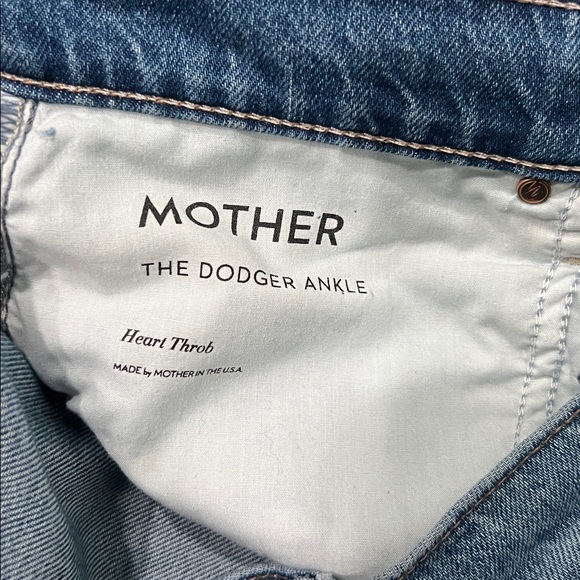 MOTHER
THE DODGER ANKLE
Heart Throb
MADE by MOTHER IN THE U.S.A.